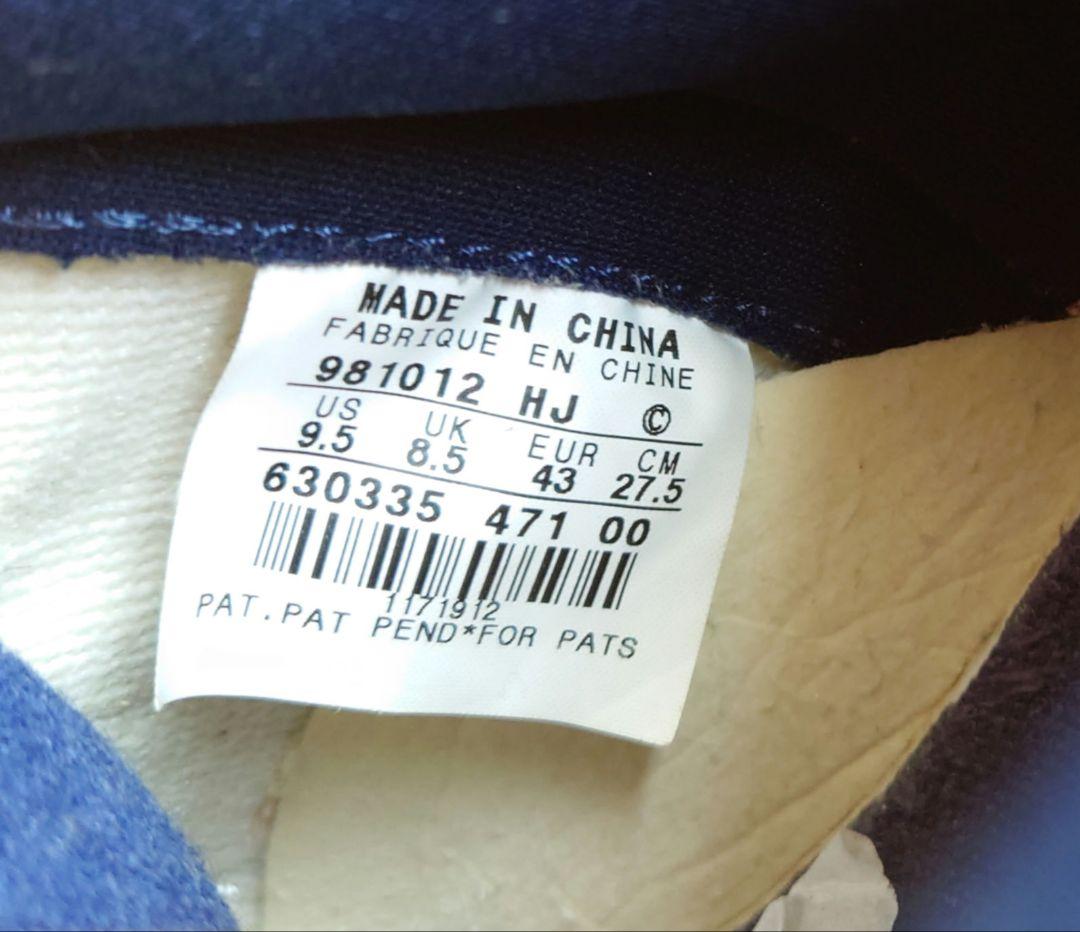 MADE IN CHINA
FABRIQUE EN CHINE
981012 HJ ©
US UK EUR CM
9.5 8.5 43 27.5
630335 471 00
1171912
PAT.PAT PEND*FOR PATS